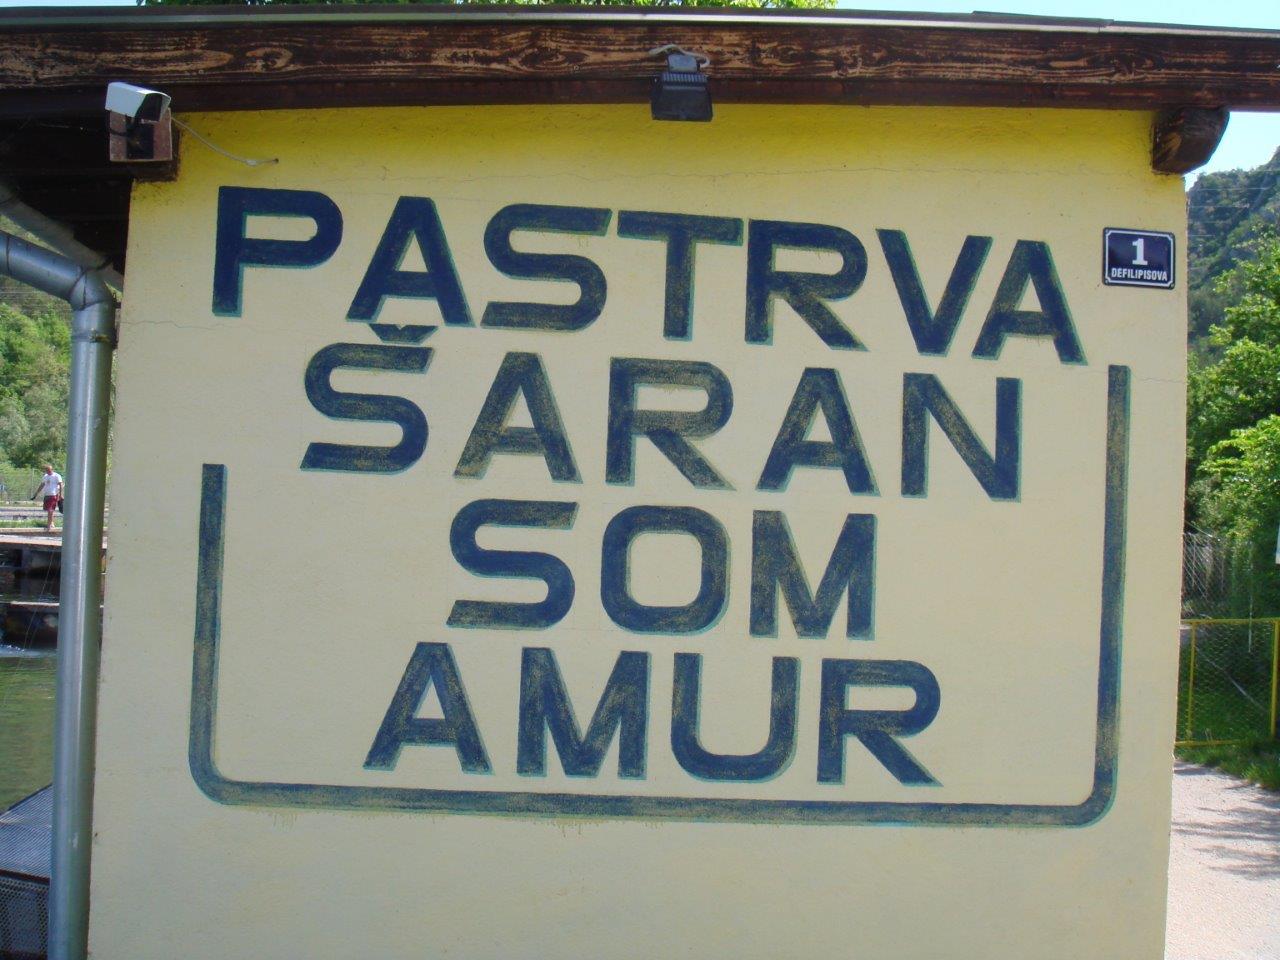 PASTRVA
ŠARAN
SOM
AMUR
1
DEFILIPISOVA